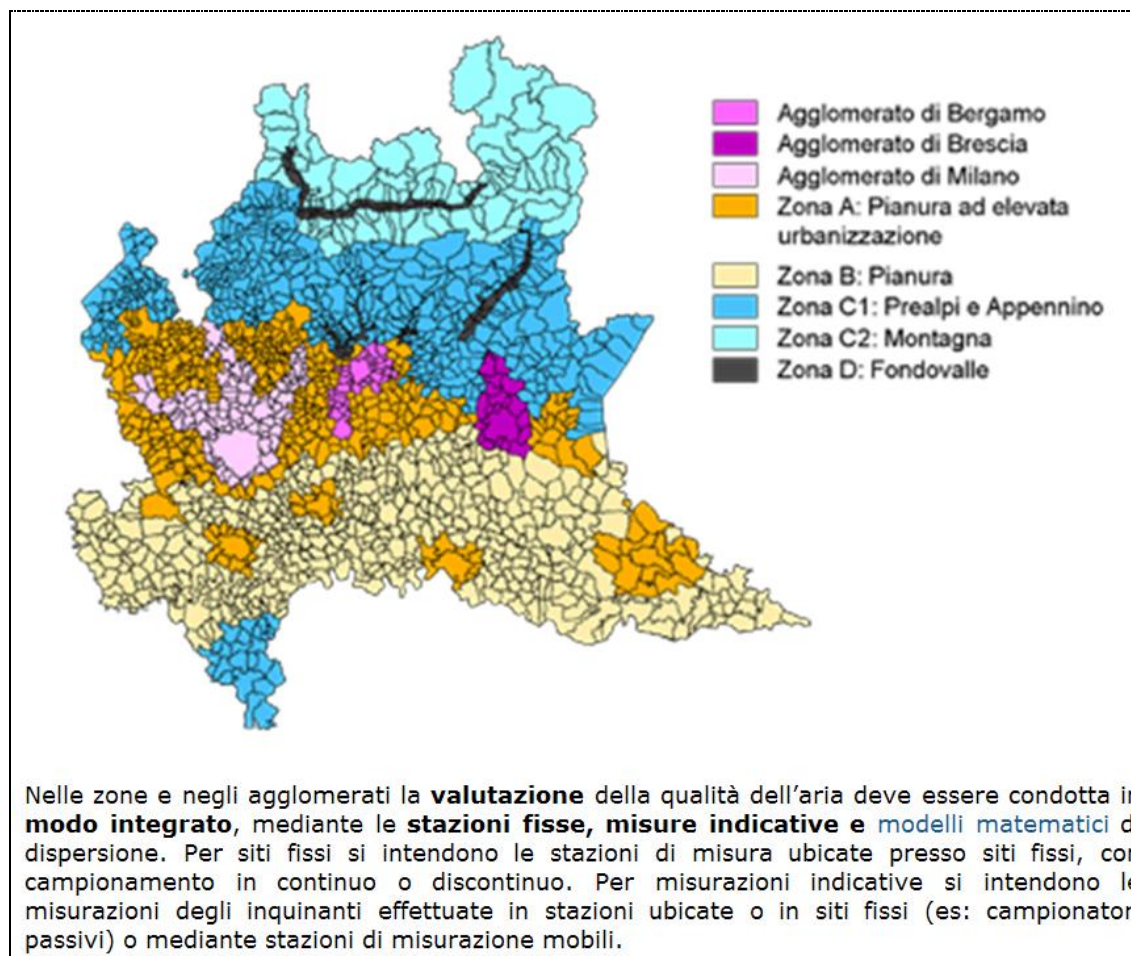 Agglomerato di Bergamo
Agglomerato di Brescia
Agglomerato di Milano
Zona A: Pianura ad elevata
urbanizzazione
Zona B: Pianura
Zona C1: Prealpi e Appennino
Zona C2: Montagna
Zona D: Fondovalle
Nelle zone e negli agglomerati la valutazione della qualità dell'aria deve essere condotta in
modo integrato, mediante le stazioni fisse, misure indicative e modelli matematici d
dispersione. Per siti fissi si intendono le stazioni di misura ubicate presso siti fissi, con
campionamento in continuo o discontinuo. Per misurazioni indicative si intendono le
misurazioni degli inquinanti effettuate in stazioni ubicate o in siti fissi (es: campionator
passivi) o mediante stazioni di misurazione mobili.